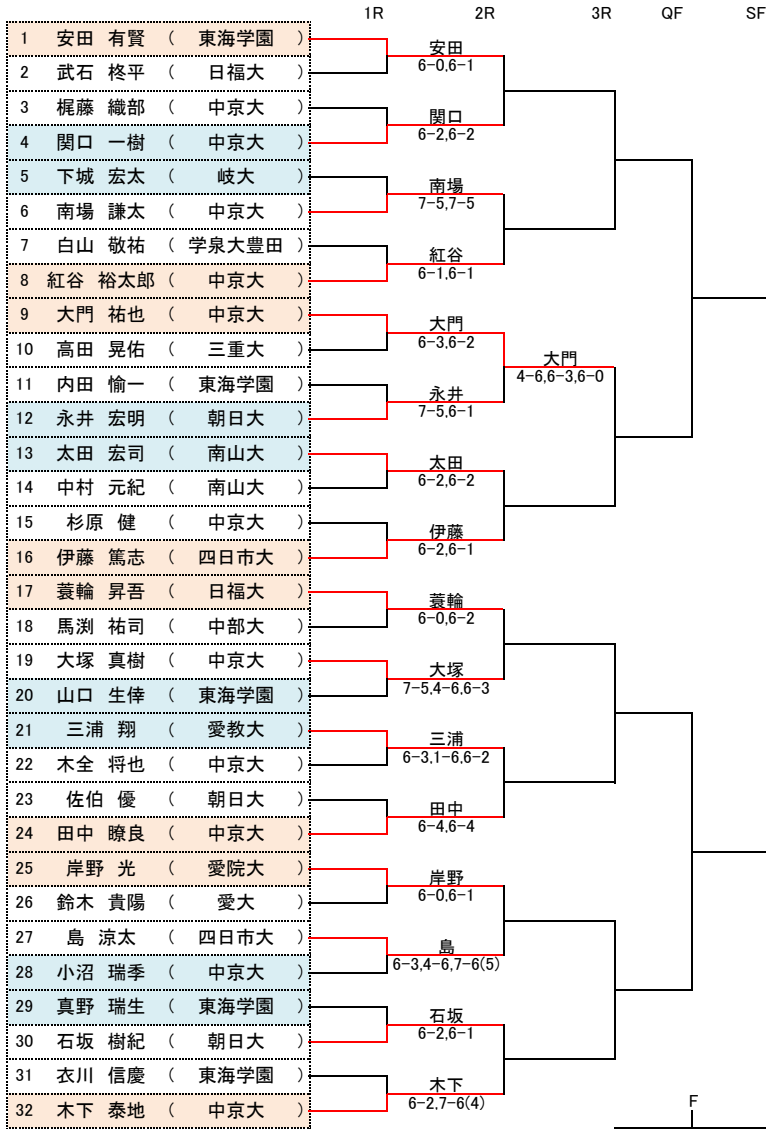 1R 2R 3R QF SF
1 安田 有賢 ( 東海学園 )
安田
6-0,6-1
2 武石 柊平 ( 日福大 )
3 梶藤 織部 ( 中京大 )
関口
6-2,6-2
4 関口 一樹 ( 中京大 )
5 下城 宏太 ( 岐大 )
南場
7-5,7-5
6 南場 謙太 ( 中京大 )
7 白山 敬祐 ( 学泉大豊田 )
紅谷
6-1,6-1
8 紅谷 裕太郎 ( 中京大 )
9 大門 祐也 ( 中京大 )
大門
6-3,6-2
10 高田 晃佑 ( 三重大 )
大門
4-6,6-3,6-0
11 内田 愉一 ( 東海学園 )
永井
7-5,6-1
12 永井 宏明 ( 朝日大 )
13 太田 宏司 ( 南山大 )
太田
6-2,6-2
14 中村 元紀 ( 南山大 )
15 杉原 健 ( 中京大 )
伊藤
6-2,6-1
16 伊藤 篤志 ( 四日市大 )
17 蓑輪 昇吾 ( 日福大 )
蓑輪
6-0,6-2
18 馬渕 祐司 ( 中部大 )
19 大塚 真樹 ( 中京大 )
大塚
7-5,4-6,6-3
20 山口 生倖 ( 東海学園 )
21 三浦 翔 ( 愛教大 )
三浦
6-3,1-6,6-2
22 木全 将也 ( 中京大 )
23 佐伯 優 ( 朝日大 )
田中
6-4,6-4
24 田中 瞭良 ( 中京大 )
25 岸野 光 ( 愛院大 )
岸野
6-0,6-1
26 鈴木 貴陽 ( 愛大 )
27 島 涼太 ( 四日市大 )
島
6-3,4-6,7-6(5)
28 小沼 瑞季 ( 中京大 )
29 真野 瑞生 ( 東海学園 )
石坂
6-2,6-1
30 石坂 樹紀 ( 朝日大 )
31 衣川 信慶 ( 東海学園 )
木下
6-2,7-6(4)
32 木下 泰地 ( 中京大 )
F